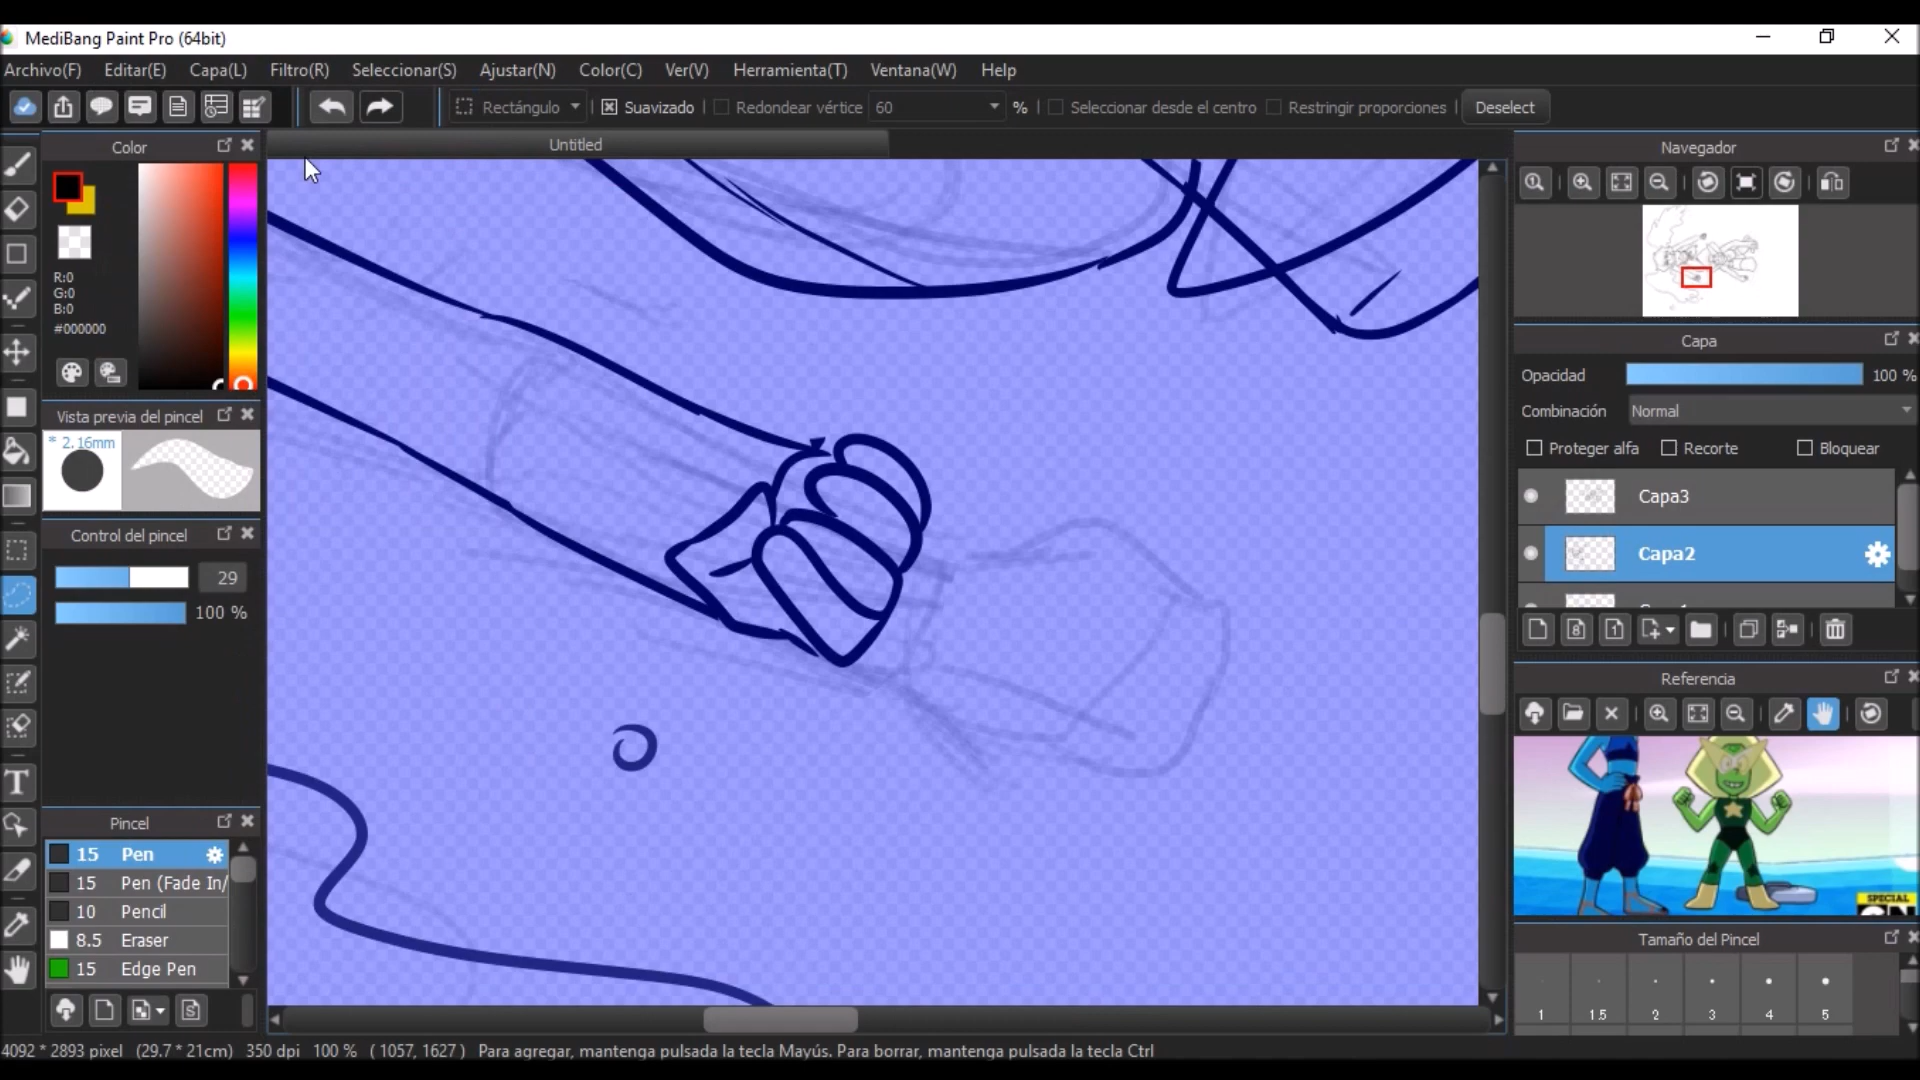 MediBang Paint Pro (64bit)
Archivo(F) Editar(E) Capa(L) Filtro(R) Seleccionar(S) Ajustar(N) Color(C) Ver(V) Herramienta(T) Ventana(W) Help
Rectángulo Suavizado Redondear vértice 60 % Seleccionar desde el centro Restringir proporciones Deselect
Color
Untitled
Navegador
R:0
G:0
B:0
#000000
Capa
Opacidad 100 %
Combinación Normal
Proteger alfa Recorte Bloquear
Capa3
Capa2
Vista previa del pincel
* 2.16mm
Control del pincel
29
100 %
Referencia
SPECIAL
Pincel
15 Pen
15 Pen (Fade In/
10 Pencil
8.5 Eraser
15 Edge Pen
Tamaño del Pincel
1 1.5 2 3 4 5
4092 * 2893 pixel (29.7 * 21cm) 350 dpi 100 % ( 1057, 1627 ) Para agregar, mantenga pulsada la tecla Mayús. Para borrar, mantenga pulsada la tecla Ctrl